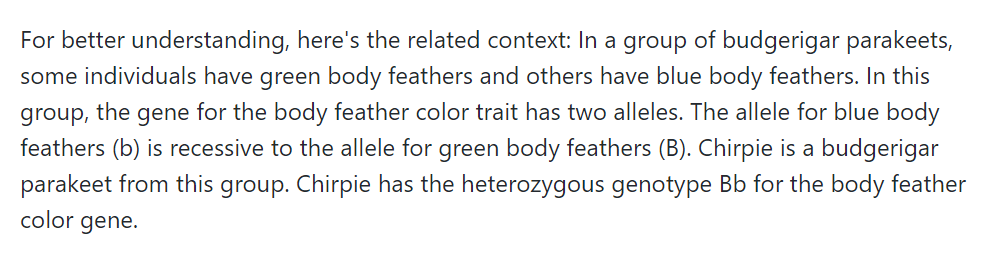 For better understanding, here's the related context: In a group of budgerigar parakeets,
some individuals have green body feathers and others have blue body feathers. In this
group, the gene for the body feather color trait has two alleles. The allele for blue body
feathers (b) is recessive to the allele for green body feathers (B). Chirpie is a budgerigar
parakeet from this group. Chirpie has the heterozygous genotype Bb for the body feather
color gene.